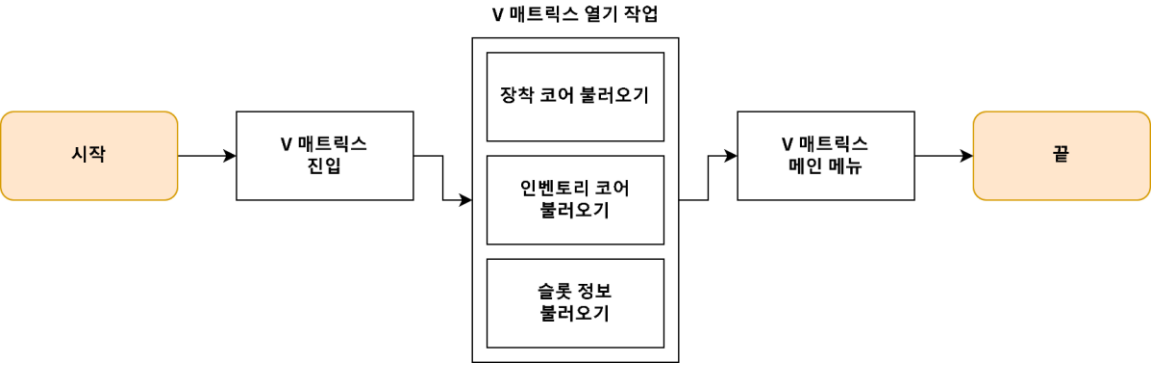 V 매트릭스 열기 작업
시작
V 매트릭스
진입
장착 코어 불러오기
인벤토리 코어
불러오기
슬롯 정보
불러오기
V 매트릭스
메인 메뉴
끝